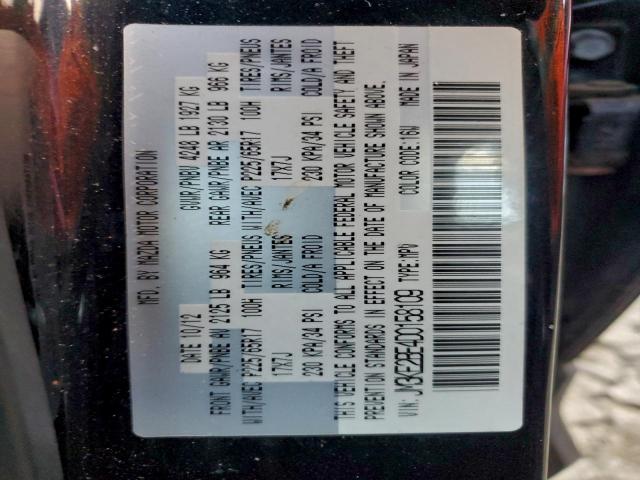 MFD. BY MAZDA MOTOR CORPORATION
DATE 10/12 GVWR/PNBV 4248 LB 1927 KG
FRONT GAWR/PNBE AV 2125 LB 964 KG REAR GAWR/PNBE AR 2130 LB 966 KG
WITH/AVEC P225/65R17 100H TIRES/PNEUS WITH/AVEC P225/65R17 100H TIRES/PNEUS
17X7J RIMS/JANTES 17X7J RIMS/JANTES
230 KPA/34 PSI COLD/A FROID 230 KPA/34 PSI COLD/A FROID
THIS VEHICLE CONFORMS TO ALL APPLICABLE FEDERAL MOTOR VEHICLE SAFETY AND THEFT
PREVENTION STANDARDS IN EFFECT ON THE DATE OF MANUFACTURE SHOWN ABOVE.
VIN: JM3KE2BE4D0158109 TYPE:MPV COLOR CODE:16W MADE IN JAPAN